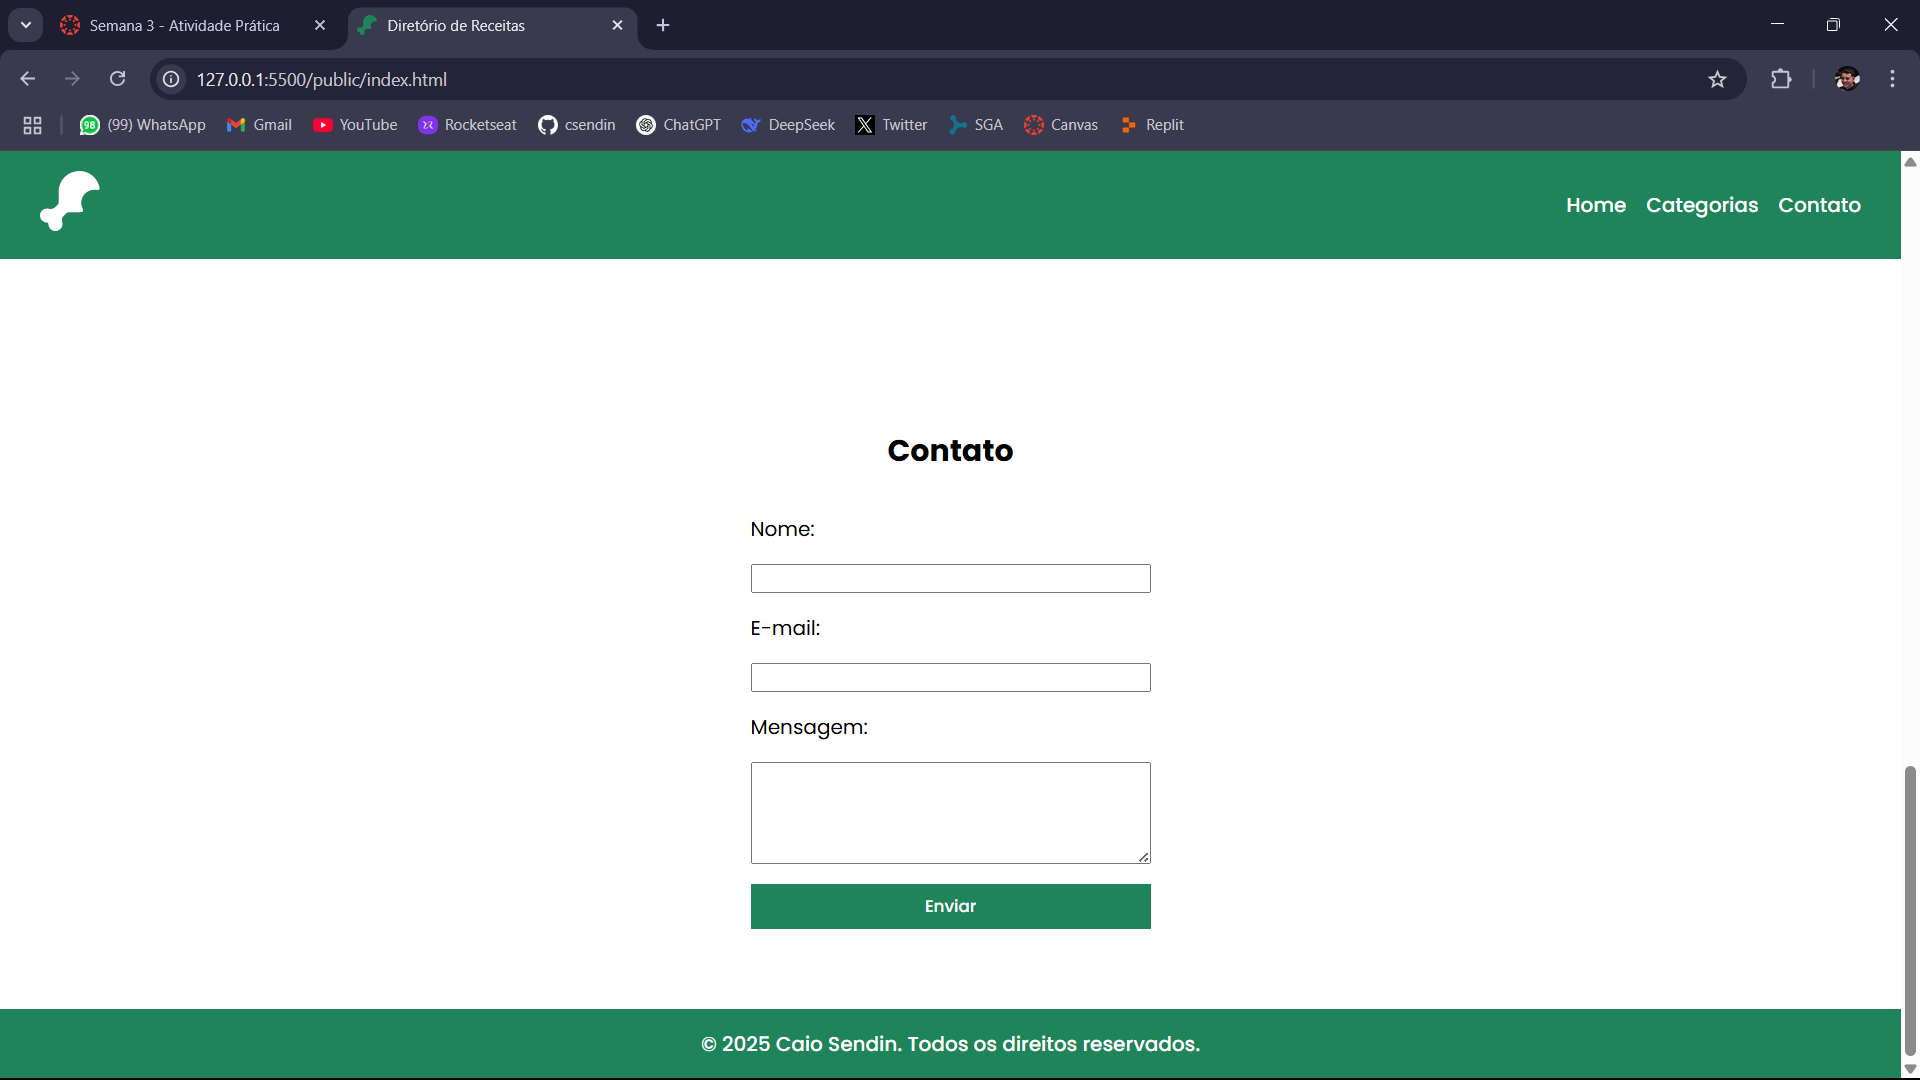 Semana 3 - Atividade Prática
Diretório de Receitas
127.0.0.1:5500/public/index.html
98 (99) WhatsApp
Gmail
YouTube
Rocketseat
csendin
ChatGPT
DeepSeek
Twitter
SGA
Canvas
Replit
Home Categorias Contato
Contato
Nome:
E-mail:
Mensagem:
Enviar
© 2025 Caio Sendin. Todos os direitos reservados.